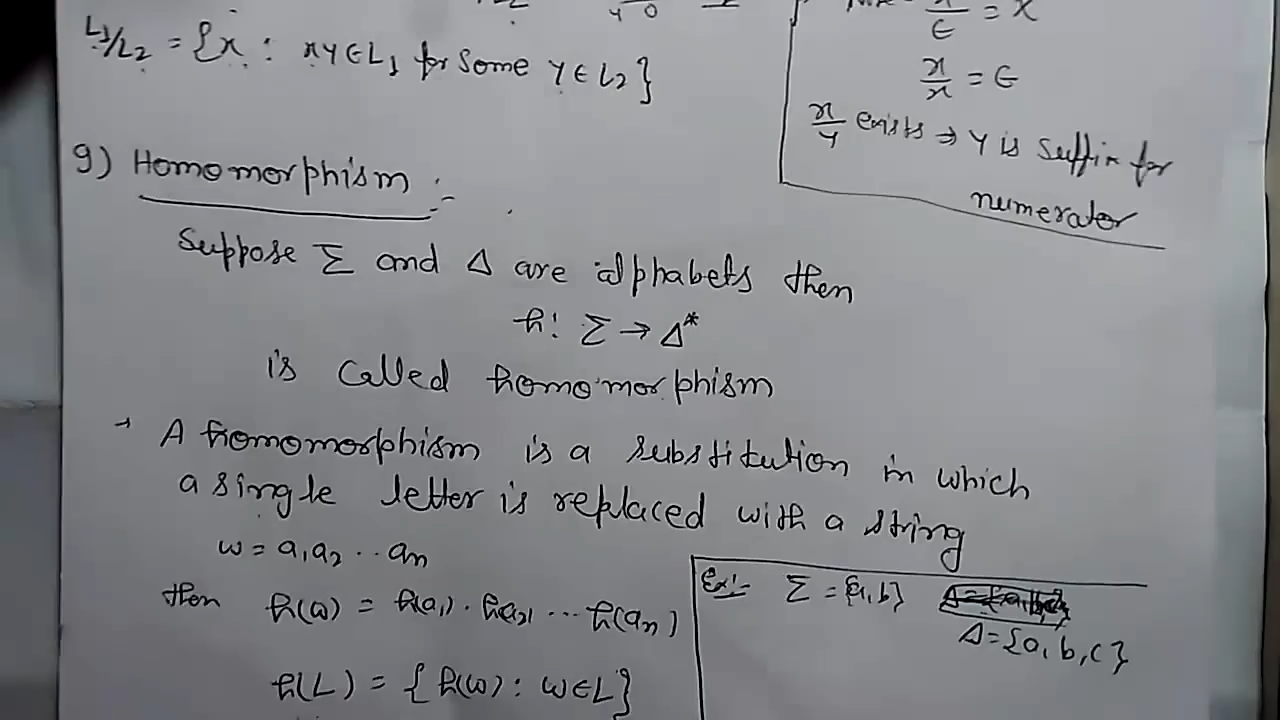 L₁/L₂ = {x : xy ∈ L₁ for some y ∈ L₂}
x/ϵ = x
x/x = ϵ
x/y exists ⇒ y is suffix for
numerator
9) Homomorphism :-
Suppose Σ and Δ are alphabets then
h: Σ → Δ*
is called homomorphism
→ A homomorphism is a substitution in which
a single letter is replaced with a string
w = a₁a₂ ·· aₙ
then h(w) = h(a₁) · h(a₂) ··· h(aₙ)
h(L) = {h(w) : w ∈ L}
Ex:- Σ = {a, b}
Δ = {a, b, c}